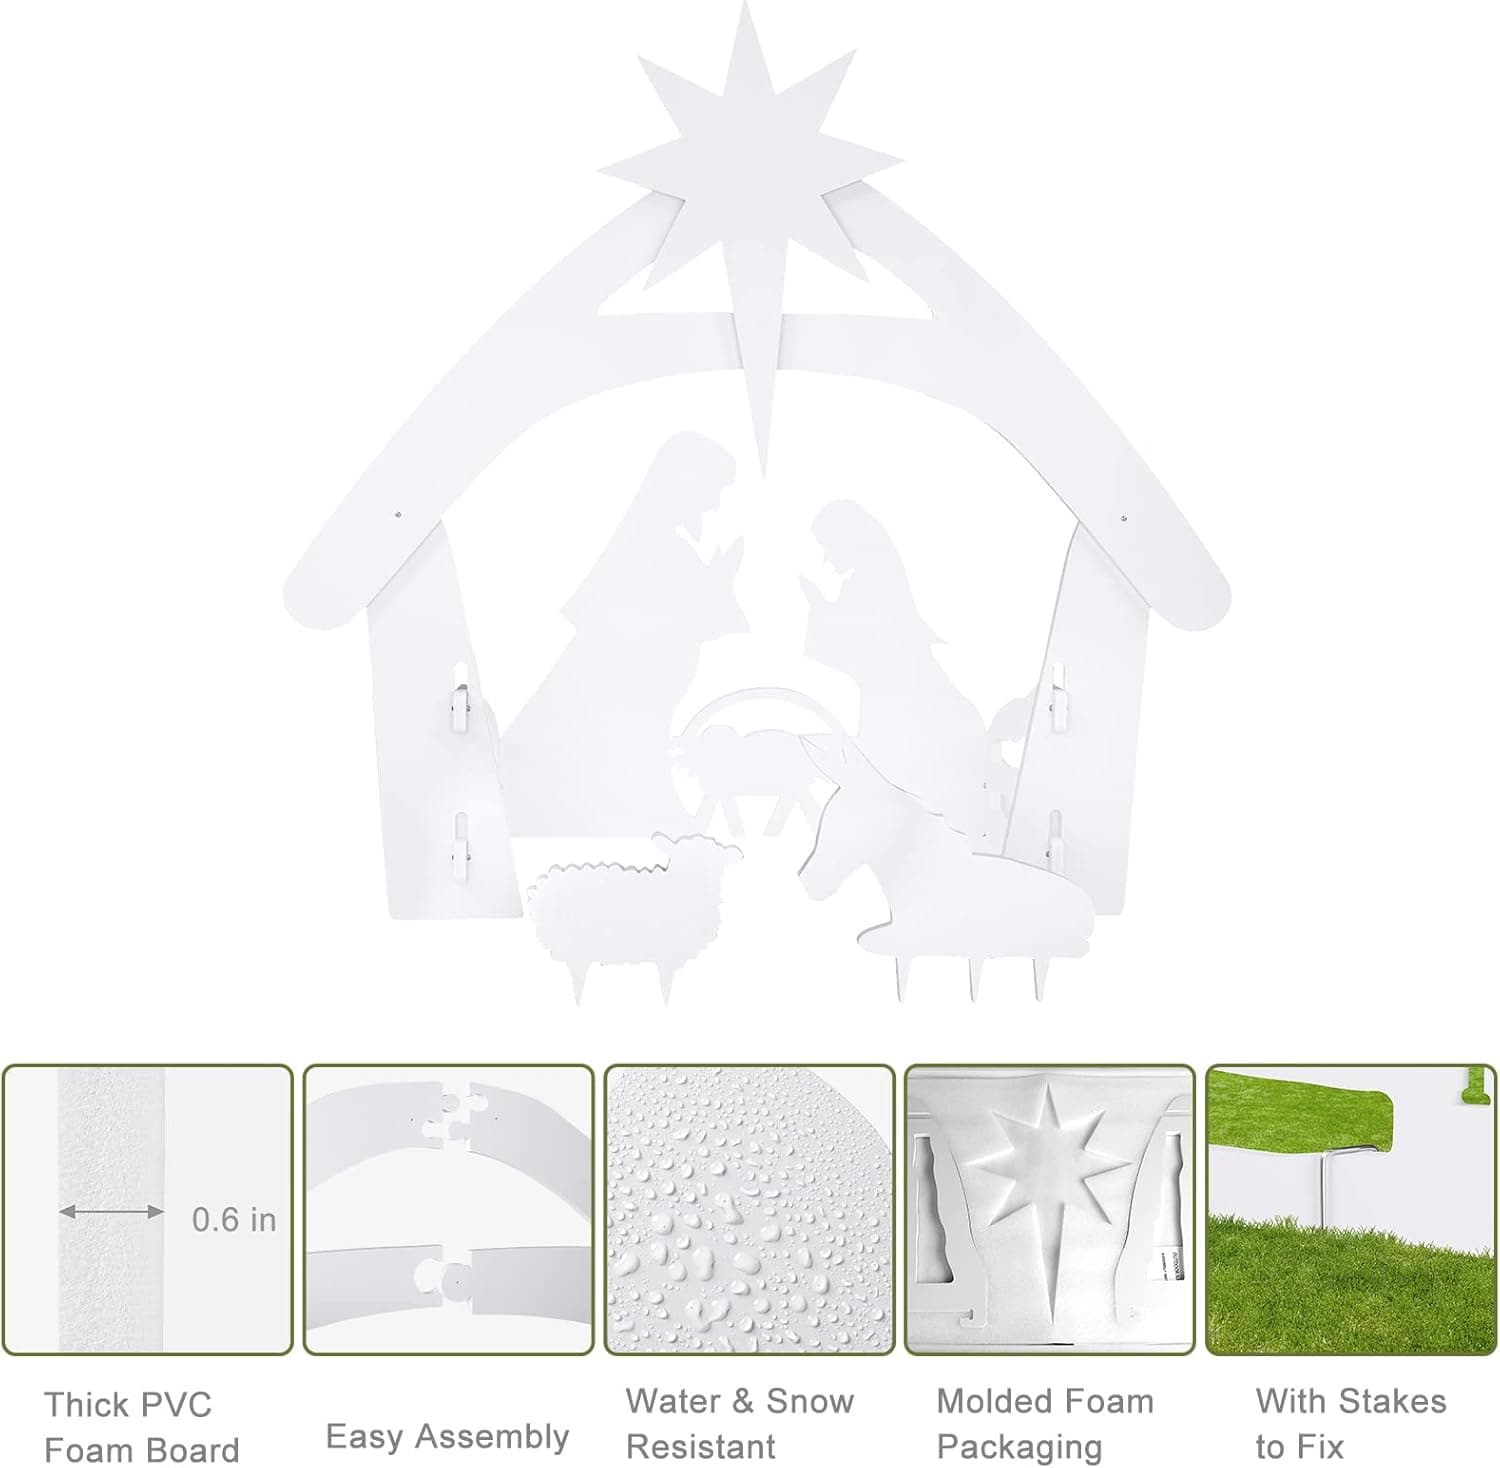 0.6 in
Thick PVC
Foam Board
Easy Assembly
Water & Snow
Resistant
Molded Foam
Packaging
With Stakes
to Fix